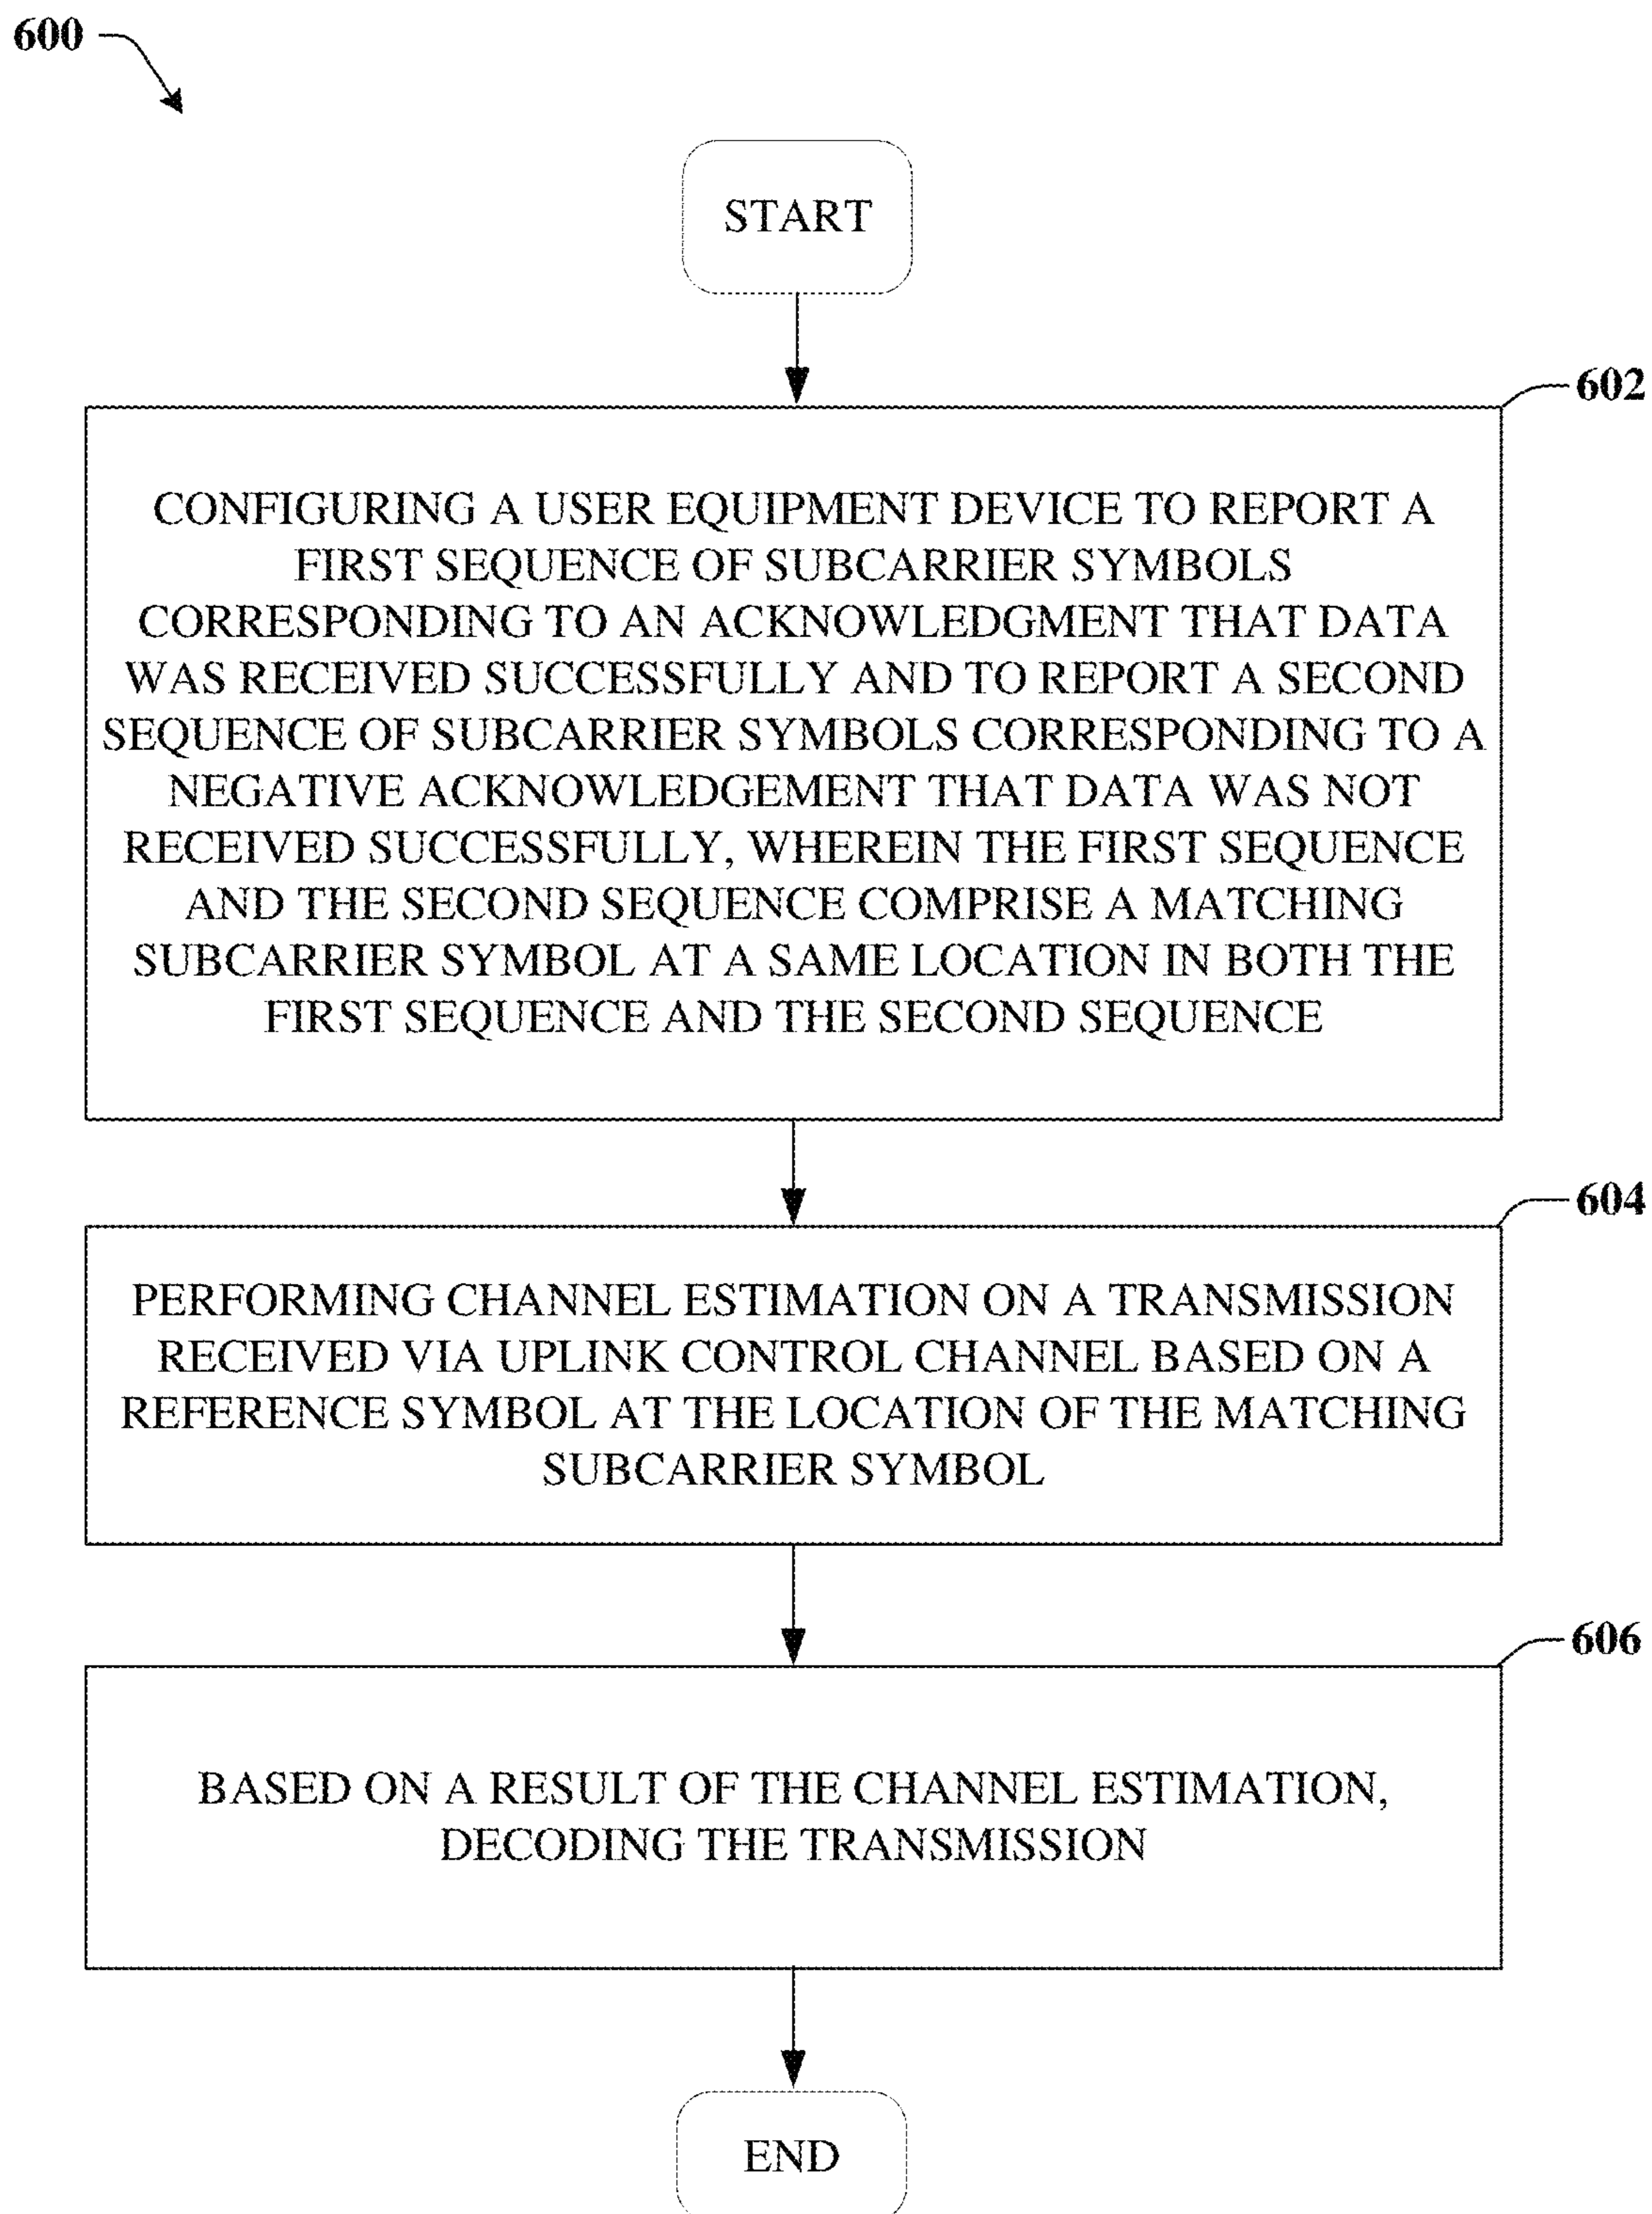 600
START
602
CONFIGURING A USER EQUIPMENT DEVICE TO REPORT A
FIRST SEQUENCE OF SUBCARRIER SYMBOLS
CORRESPONDING TO AN ACKNOWLEDGMENT THAT DATA
WAS RECEIVED SUCCESSFULLY AND TO REPORT A SECOND
SEQUENCE OF SUBCARRIER SYMBOLS CORRESPONDING TO A
NEGATIVE ACKNOWLEDGEMENT THAT DATA WAS NOT
RECEIVED SUCCESSFULLY, WHEREIN THE FIRST SEQUENCE
AND THE SECOND SEQUENCE COMPRISE A MATCHING
SUBCARRIER SYMBOL AT A SAME LOCATION IN BOTH THE
FIRST SEQUENCE AND THE SECOND SEQUENCE
604
PERFORMING CHANNEL ESTIMATION ON A TRANSMISSION
RECEIVED VIA UPLINK CONTROL CHANNEL BASED ON A
REFERENCE SYMBOL AT THE LOCATION OF THE MATCHING
SUBCARRIER SYMBOL
606
BASED ON A RESULT OF THE CHANNEL ESTIMATION,
DECODING THE TRANSMISSION
END